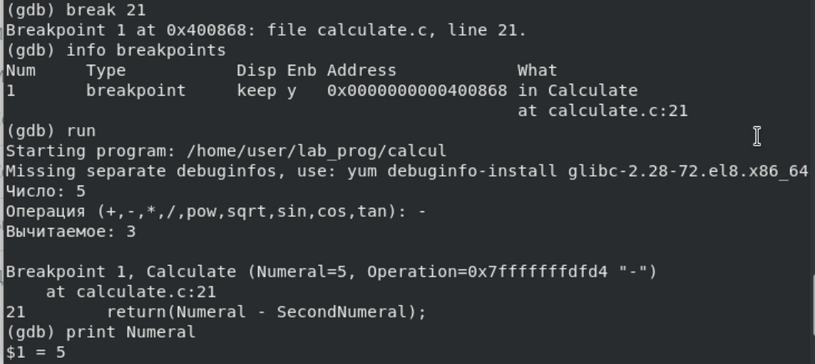 (gdb) break 21
Breakpoint 1 at 0x400868: file calculate.c, line 21.
(gdb) info breakpoints
Num     Type           Disp Enb Address            What
1       breakpoint     keep y   0x0000000000400868 in Calculate
                                                   at calculate.c:21
(gdb) run
Starting program: /home/user/lab_prog/calcul
Missing separate debuginfos, use: yum debuginfo-install glibc-2.28-72.el8.x86_64
Число: 5
Операция (+,-,*,/,pow,sqrt,sin,cos,tan): -
Вычитаемое: 3
Breakpoint 1, Calculate (Numeral=5, Operation=0x7fffffffdfd4 "-")
    at calculate.c:21
21        return(Numeral - SecondNumeral);
(gdb) print Numeral
$1 = 5